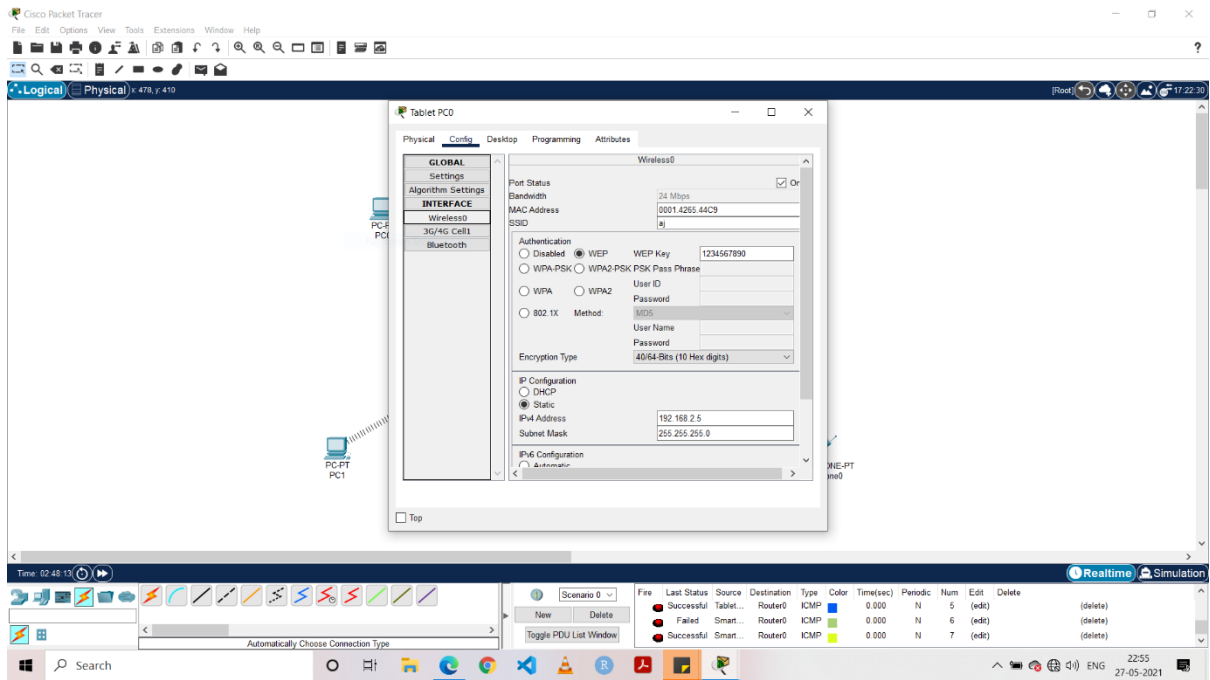 Cisco Packet Tracer
File Edit Options View Tools Extensions Window Help
?
Logical Physical x: 478, y: 410 [Root] 17:22:30
Tablet PC0
Physical Config Desktop Programming Attributes
GLOBAL
Settings
Algorithm Settings
INTERFACE
Wireless0
3G/4G Cell1
Bluetooth
Wireless0
Port Status On
Bandwidth 24 Mbps
MAC Address 0001.4265.44C9
SSID aj
Authentication
Disabled WEP WEP Key 1234567890
WPA-PSK WPA2-PSK PSK Pass Phrase
User ID
WPA WPA2
Password
802.1X Method: MD5
User Name
Password
Encryption Type 40/64-Bits (10 Hex digits)
IP Configuration
DHCP
Static
IPv4 Address 192.168.2.5
Subnet Mask 255.255.255.0
IPv6 Configuration
Automatic
Top
PC-P
PC0
PC-PT
PC1
ONE-PT
one0
Time: 02:48:13 Realtime Simulation
Scenario 0
New Delete
Toggle PDU List Window
Automatically Choose Connection Type
Fire Last Status Source Destination Type Color Time(sec) Periodic Num Edit Delete
Successful Tablet... Router0 ICMP 0.000 N 5 (edit) (delete)
Failed Smart... Router0 ICMP 0.000 N 6 (edit) (delete)
Successful Smart... Router0 ICMP 0.000 N 7 (edit) (delete)
Search
ENG 22:55
27-05-2021